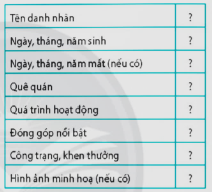 Tên danh nhân ?
Ngày, tháng, năm sinh ?
Ngày, tháng, năm mất (nếu có) ?
Quê quán ?
Quá trình hoạt động ?
Đóng góp nổi bật ?
Công trạng, khen thưởng ?
Hình ảnh minh hoạ (nếu có) ?